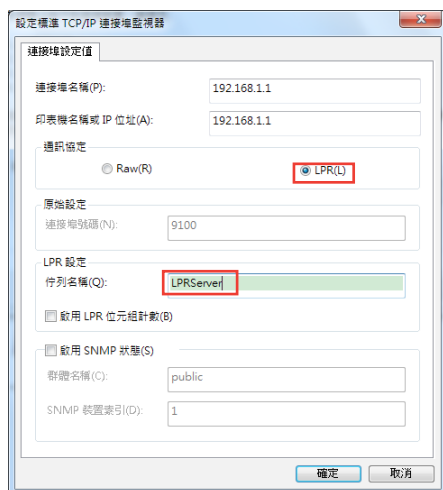 設定標準 TCP/IP 連接埠監視器
連接埠設定值
連接埠名稱(P): 192.168.1.1
印表機名稱或 IP 位址(A): 192.168.1.1
通訊協定
Raw(R) LPR(L)
原始設定
連接埠號碼(N): 9100
LPR 設定
佇列名稱(Q): LPRServer
啟用 LPR 位元組計數(B)
啟用 SNMP 狀態(S)
群體名稱(C): public
SNMP 裝置索引(D): 1
確定 取消